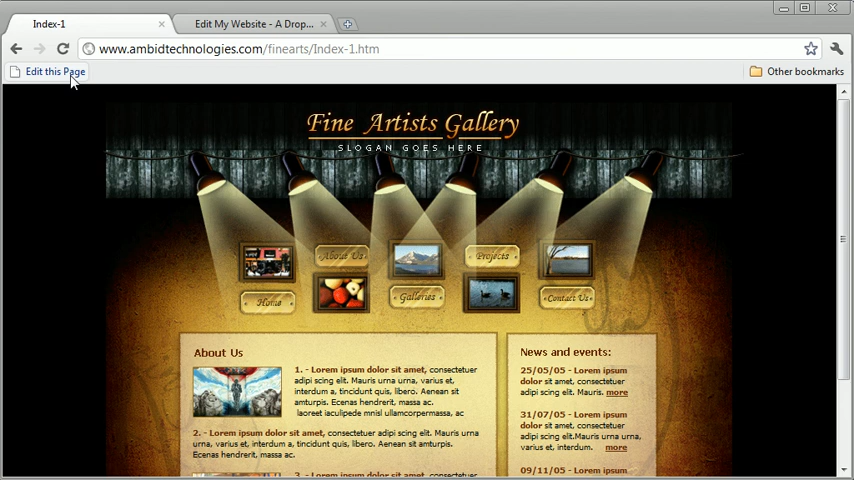 Index-1
Edit My Website - A Drop...
www.ambidtechnologies.com/finearts/Index-1.htm
Edit this Page
Other bookmarks
Fine Artists Gallery
SLOGAN GOES HERE
About Us
Projects
Home
Galleries
Contact Us
About Us
1. - Lorem ipsum dolor sit amet, consectetuer
adipi scing elit. Mauris urna urna, varius et,
interdum a, tincidunt quis, libero. Aenean sit
amturpis. Ecenas hendrerit, massa ac.
laoreet iaculipede mnisl ullamcorpermassa, ac
2. - Lorem ipsum dolor sit amet, consectetuer adipi scing elit. Mauris urna
urna, varius et, interdum a, tincidunt quis, libero. Aenean sit amturpis.
Ecenas hendrerit, massa ac.
3. - Lorem ipsum dolor sit amet, consectetuer
News and events:
25/05/05 - Lorem ipsum
dolor sit amet, consectetuer
adipi scing elit.
Mauris. more
31/07/05 - Lorem ipsum
dolor sit amet, consectetuer
adipi scing elit.Mauris urna urna,
varius et, interdum. more
09/11/05 - Lorem ipsum